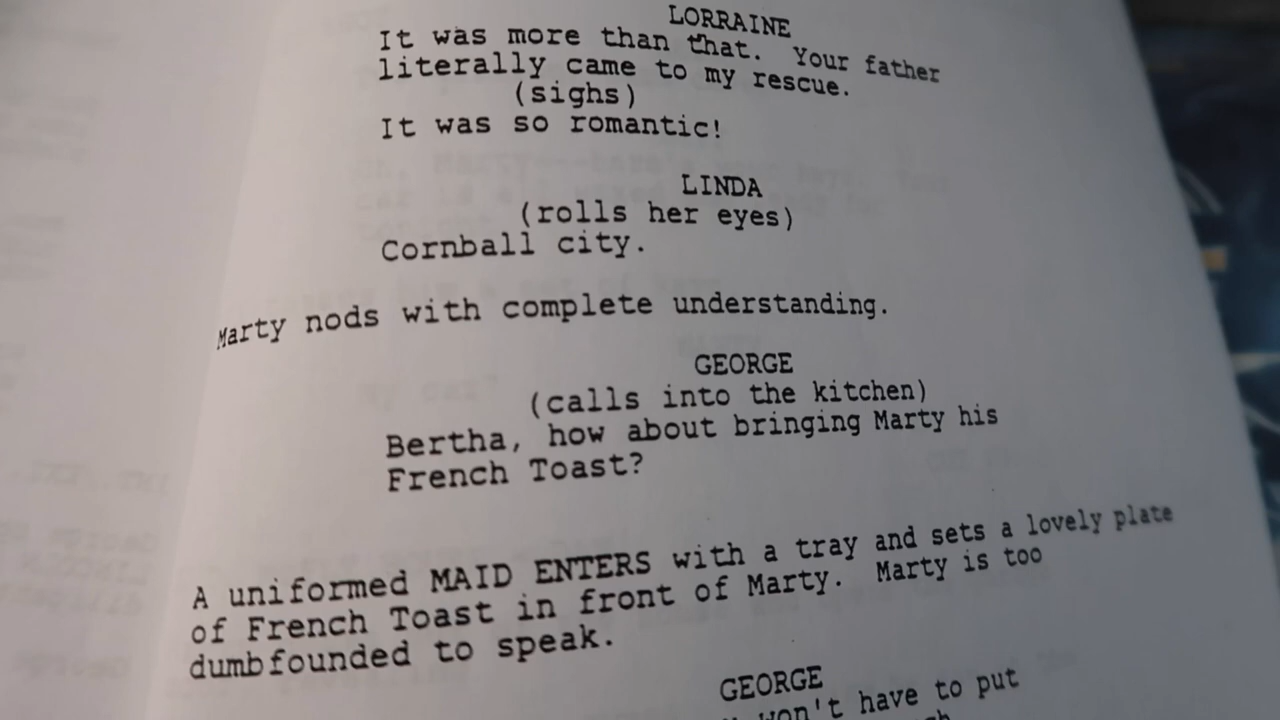 LORRAINE
It was more than that. Your father
literally came to my rescue.
(sighs)
It was so romantic!
LINDA
(rolls her eyes)
Cornball city.
Marty nods with complete understanding.
GEORGE
(calls into the kitchen)
Bertha, how about bringing Marty his
French Toast?
A uniformed MAID ENTERS with a tray and sets a lovely plate
of French Toast in front of Marty. Marty is too
dumbfounded to speak.
GEORGE
won't have to put